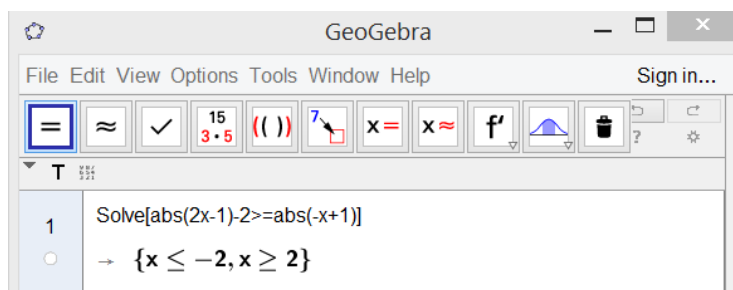 GeoGebra
File Edit View Options Tools Window Help Sign in...
= ≈ ✓ 15 3·5 (( )) 7 x= x≈ f′ ?
T
1 Solve[abs(2x-1)-2>=abs(-x+1)]
→ {x ≤ −2, x ≥ 2}